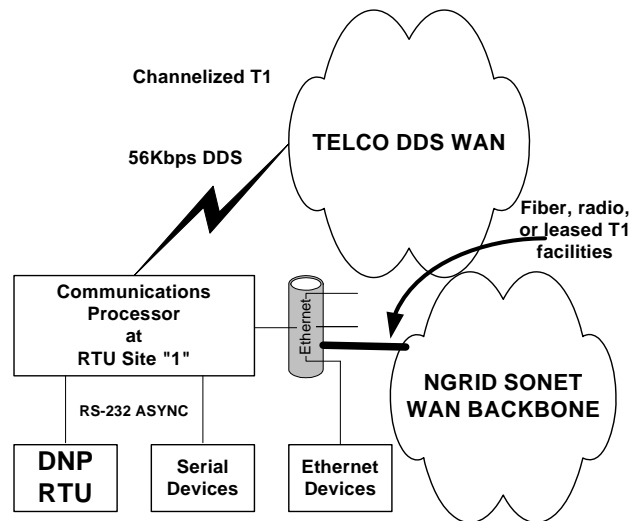 Channelized T1
TELCO DDS WAN
56Kbps DDS
Fiber, radio,
or leased T1
facilities
Communications
Processor
at
RTU Site "1"
Ethernet
NGRID SONET
WAN BACKBONE
RS-232 ASYNC
DNP
RTU
Serial
Devices
Ethernet
Devices